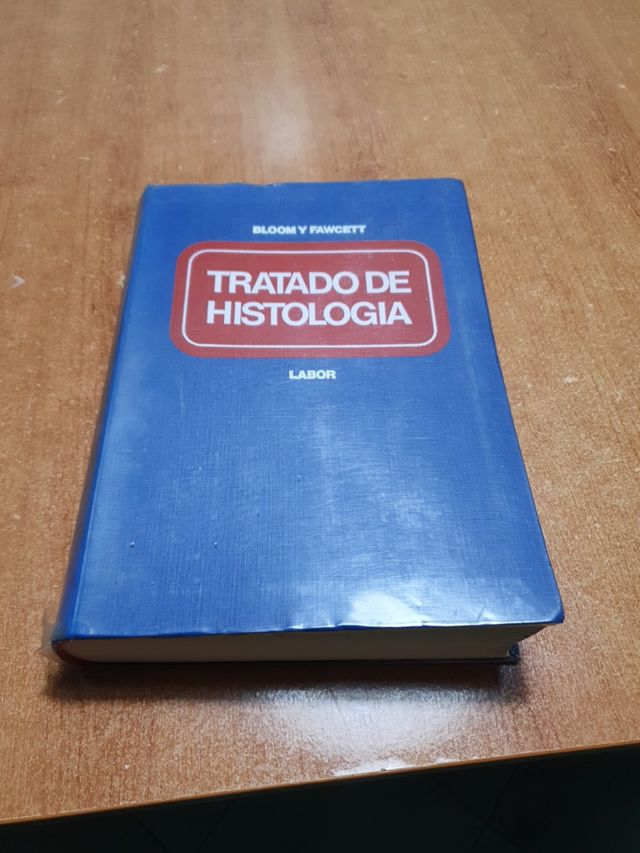 BLOOM Y FAWCETT
TRATADO DE
HISTOLOGIA
LABOR